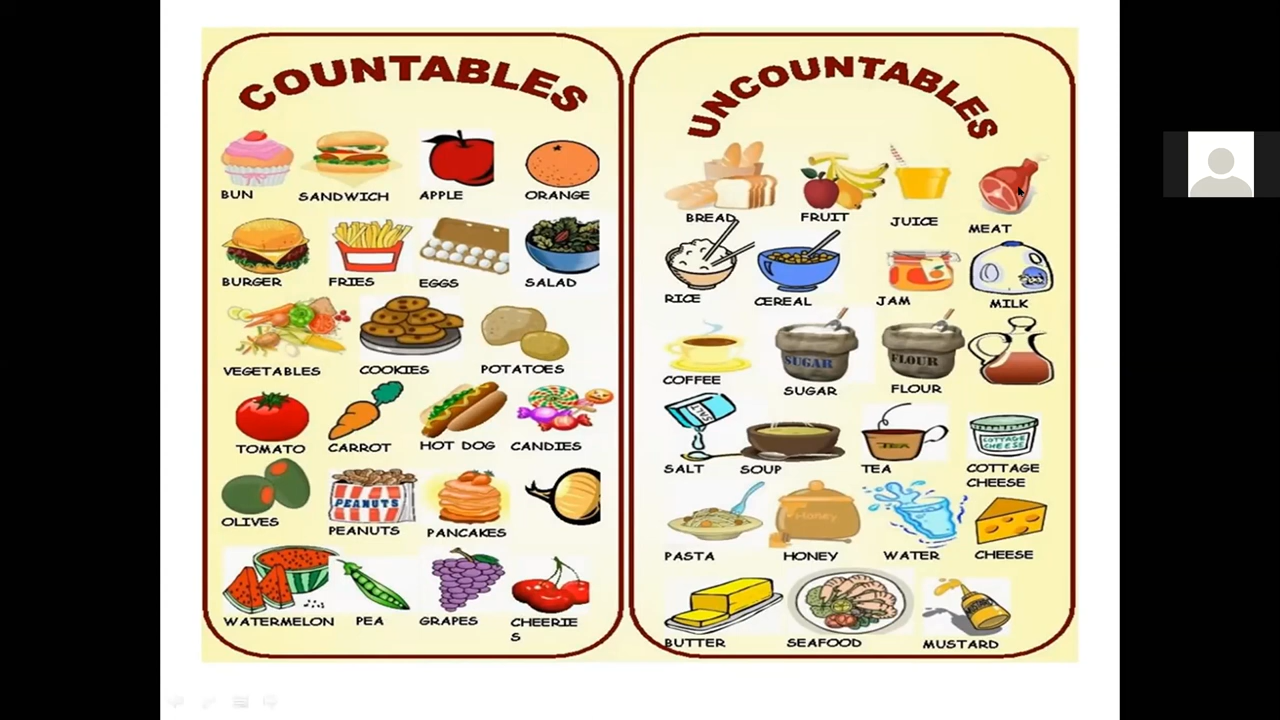 COUNTABLES
BUN SANDWICH APPLE ORANGE
BURGER FRIES EGGS SALAD
VEGETABLES COOKIES POTATOES
TOMATO CARROT HOT DOG CANDIES
OLIVES PEANUTS PEANUTS PANCAKES
WATERMELON PEA GRAPES CHEERIE
S
UNCOUNTABLES
BREAD FRUIT JUICE MEAT
RICE CEREAL JAM MILK
SUGAR FLOUR
COFFEE SUGAR FLOUR
SALT TEA COTTAGE
CHEESE
SALT SOUP TEA COTTAGE
CHEESE
Honey
PASTA HONEY WATER CHEESE
BUTTER SEAFOOD MUSTARD